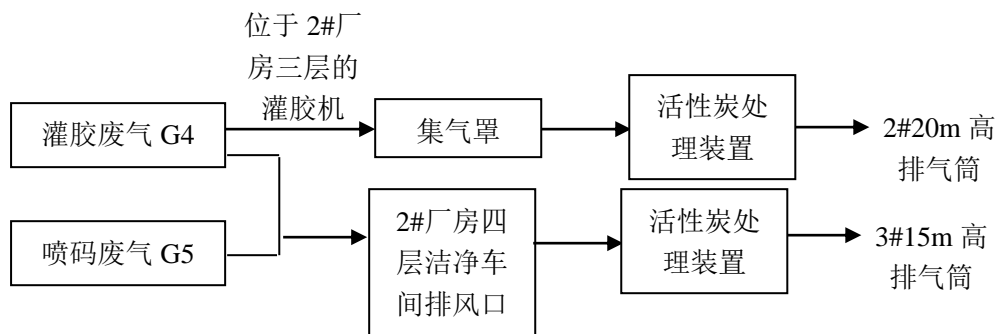 位于 2#厂
房三层的
灌胶机
灌胶废气 G4
集气罩
活性炭处
理装置
2#20m 高
排气筒
喷码废气 G5
2#厂房四
层洁净车
间排风口
活性炭处
理装置
3#15m 高
排气筒